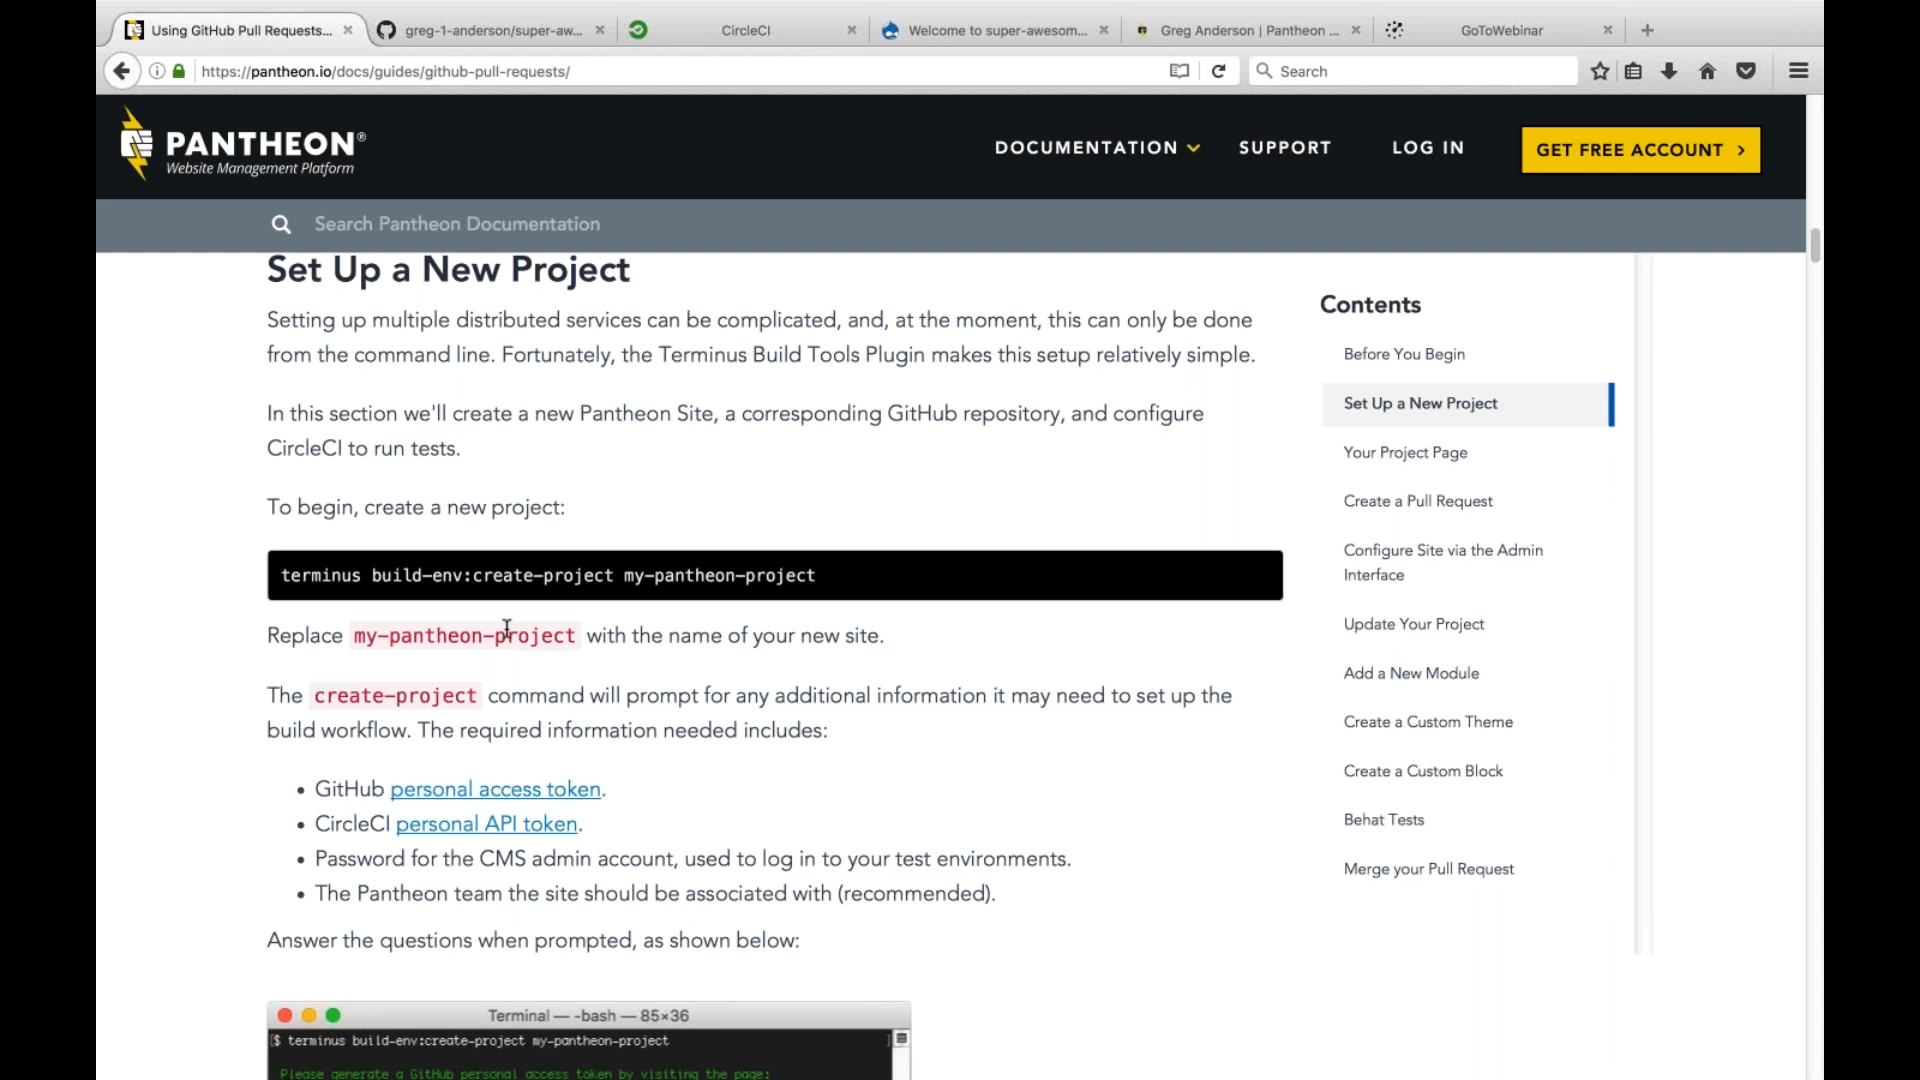 Using GitHub Pull Requests...
greg-1-anderson/super-aw...
CircleCI
Welcome to super-awesom...
Greg Anderson | Pantheon ...
GoToWebinar
https://pantheon.io/docs/guides/github-pull-requests/
Search
PANTHEON®
Website Management Platform
DOCUMENTATION
SUPPORT
LOG IN
GET FREE ACCOUNT >
Search Pantheon Documentation
Set Up a New Project
Setting up multiple distributed services can be complicated, and, at the moment, this can only be done
from the command line. Fortunately, the Terminus Build Tools Plugin makes this setup relatively simple.
In this section we'll create a new Pantheon Site, a corresponding GitHub repository, and configure
CircleCI to run tests.
To begin, create a new project:
terminus build-env:create-project my-pantheon-project
Replace my-pantheon-project with the name of your new site.
The create-project command will prompt for any additional information it may need to set up the
build workflow. The required information needed includes:
• GitHub personal access token.
• CircleCI personal API token.
• Password for the CMS admin account, used to log in to your test environments.
• The Pantheon team the site should be associated with (recommended).
Answer the questions when prompted, as shown below:
Terminal — -bash — 85×36
[$ terminus build-env:create-project my-pantheon-project ]
Please generate a GitHub personal access token by visiting the page:
Contents
Before You Begin
Set Up a New Project
Your Project Page
Create a Pull Request
Configure Site via the Admin
Interface
Update Your Project
Add a New Module
Create a Custom Theme
Create a Custom Block
Behat Tests
Merge your Pull Request